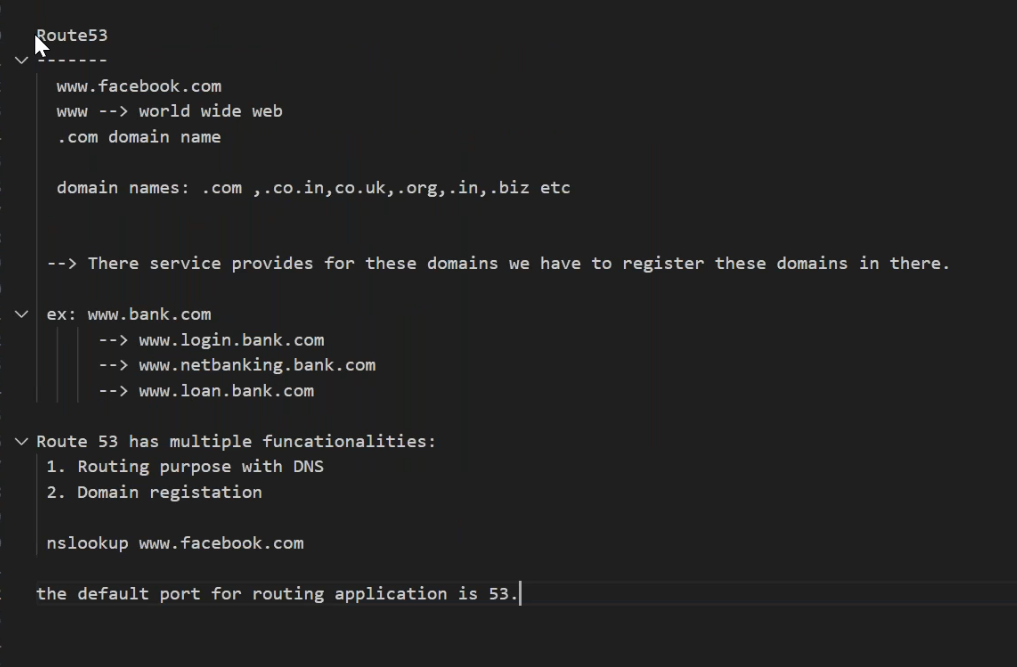 Route53
-------
www.facebook.com
www --> world wide web
.com domain name
domain names: .com ,.co.in,co.uk,.org,.in,.biz etc
--> There service provides for these domains we have to register these domains in there.
ex: www.bank.com
--> www.login.bank.com
--> www.netbanking.bank.com
--> www.loan.bank.com
Route 53 has multiple funcationalities:
1. Routing purpose with DNS
2. Domain registation
nslookup www.facebook.com
the default port for routing application is 53.